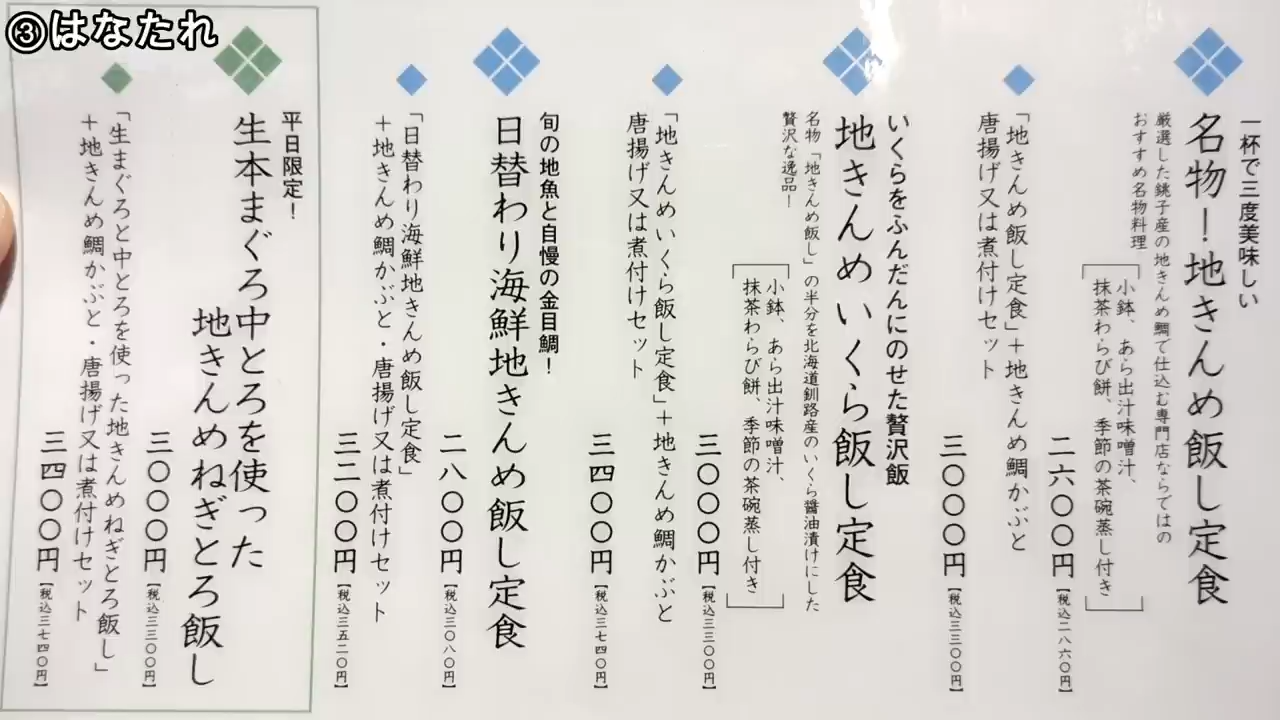 ③はなたれ
一杯で三度美味しい
名物！地きんめ飯し定食
厳選した銚子産の地きんめ鯛で仕込む専門店ならではの
おすすめ名物料理
小鉢、あら出汁味噌汁、
抹茶わらび餅、季節の茶碗蒸し付き
二六〇〇円【税込二八六〇円】
「地きんめ飯し定食」＋地きんめ鯛かぶと
唐揚げ又は煮付けセット
三〇〇〇円【税込三三〇〇円】
いくらをふんだんにのせた贅沢飯
地きんめいくら飯し定食
名物「地きんめ飯し」の半分を北海道釧路産のいくら醤油漬けにした
贅沢な逸品！
小鉢、あら出汁味噌汁、
抹茶わらび餅、季節の茶碗蒸し付き
三〇〇〇円【税込三三〇〇円】
「地きんめいくら飯し定食」＋地きんめ鯛かぶと
唐揚げ又は煮付けセット
三四〇〇円【税込三七四〇円】
旬の地魚と自慢の金目鯛！
日替わり海鮮地きんめ飯し定食
二八〇〇円【税込三〇八〇円】
「日替わり海鮮地きんめ飯し定食」
＋地きんめ鯛かぶと・唐揚げ又は煮付けセット
三二〇〇円【税込三五二〇円】
平日限定！
生本まぐろ中とろを使った
地きんめねぎとろ飯し
三〇〇〇円【税込三三〇〇円】
「生まぐろと中とろを使った地きんめねぎとろ飯し」
＋地きんめ鯛かぶと・唐揚げ又は煮付けセット
三四〇〇円【税込三七四〇円】